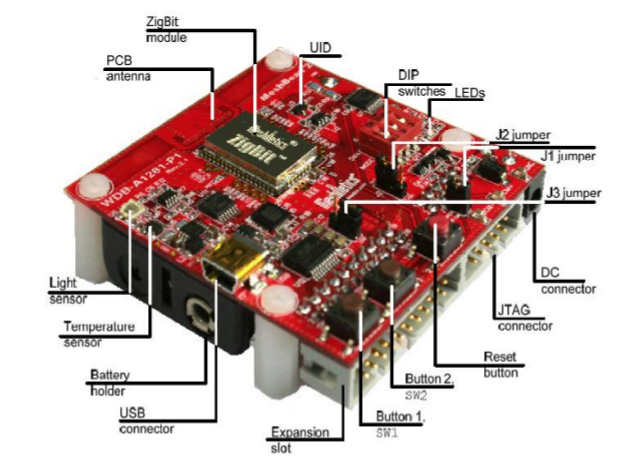 ZigBit
module
PCB
antenna
UID
DIP
switches
LEDs
J2 jumper
J1 jumper
J3 jumper
MeshBean2
ZigBit
WDB-A1281-P1
MeshNetics
Light
sensor
Temperature
sensor
Battery
holder
USB
connector
Expansion
slot
Button 1,
SW1
Button 2,
SW2
Reset
button
JTAG
connector
DC
connector